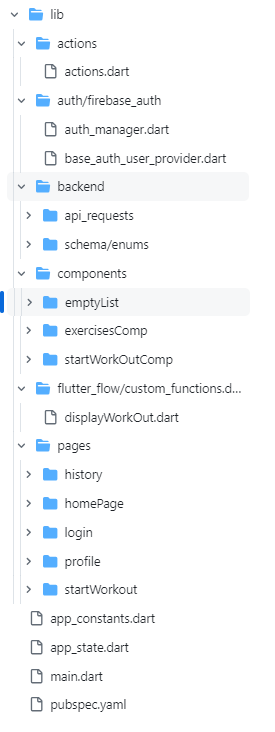 lib
actions
actions.dart
auth/firebase_auth
auth_manager.dart
base_auth_user_provider.dart
backend
api_requests
schema/enums
components
emptyList
exercisesComp
startWorkOutComp
flutter_flow/custom_functions.d...
displayWorkOut.dart
pages
history
homePage
login
profile
startWorkout
app_constants.dart
app_state.dart
main.dart
pubspec.yaml